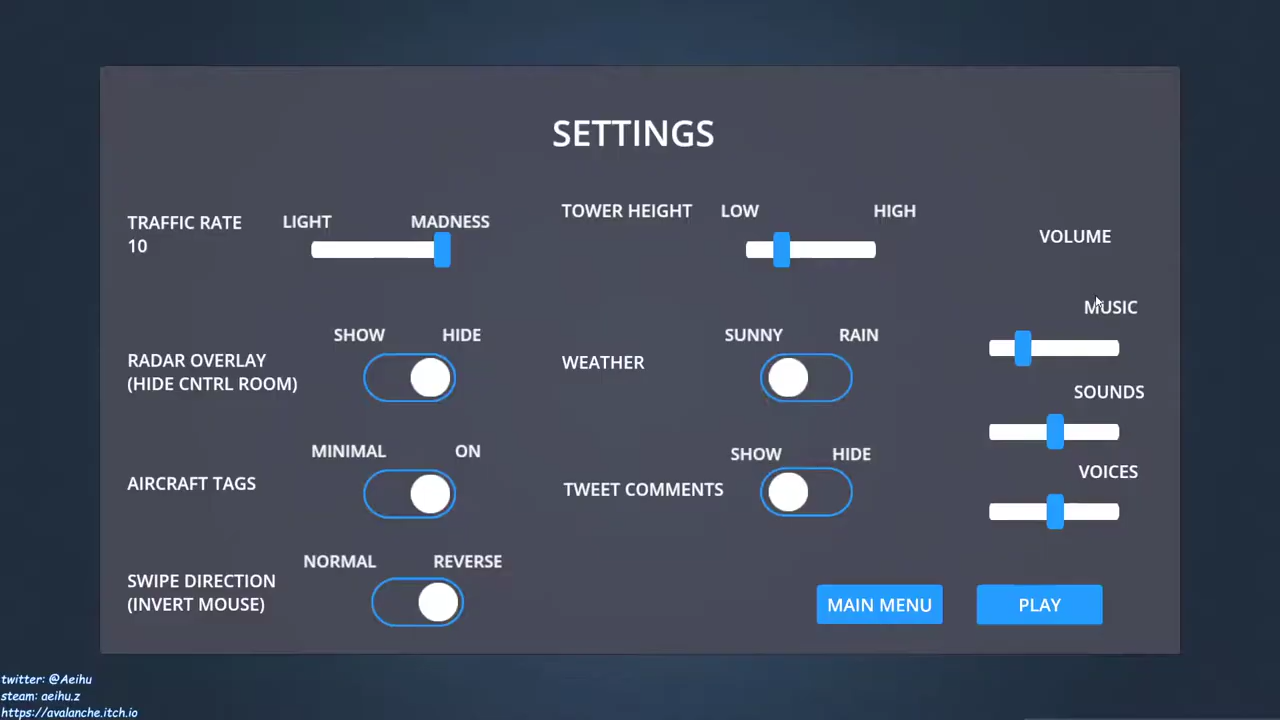 SETTINGS
TRAFFIC RATE
10
LIGHT
MADNESS
TOWER HEIGHT
LOW
HIGH
VOLUME
MUSIC
RADAR OVERLAY
(HIDE CNTRL ROOM)
SHOW
HIDE
WEATHER
SUNNY
RAIN
SOUNDS
AIRCRAFT TAGS
MINIMAL
ON
TWEET COMMENTS
SHOW
HIDE
VOICES
SWIPE DIRECTION
(INVERT MOUSE)
NORMAL
REVERSE
MAIN MENU
PLAY
twitter: @Aeihu
steam: aeihu.z
https://avalanche.itch.io